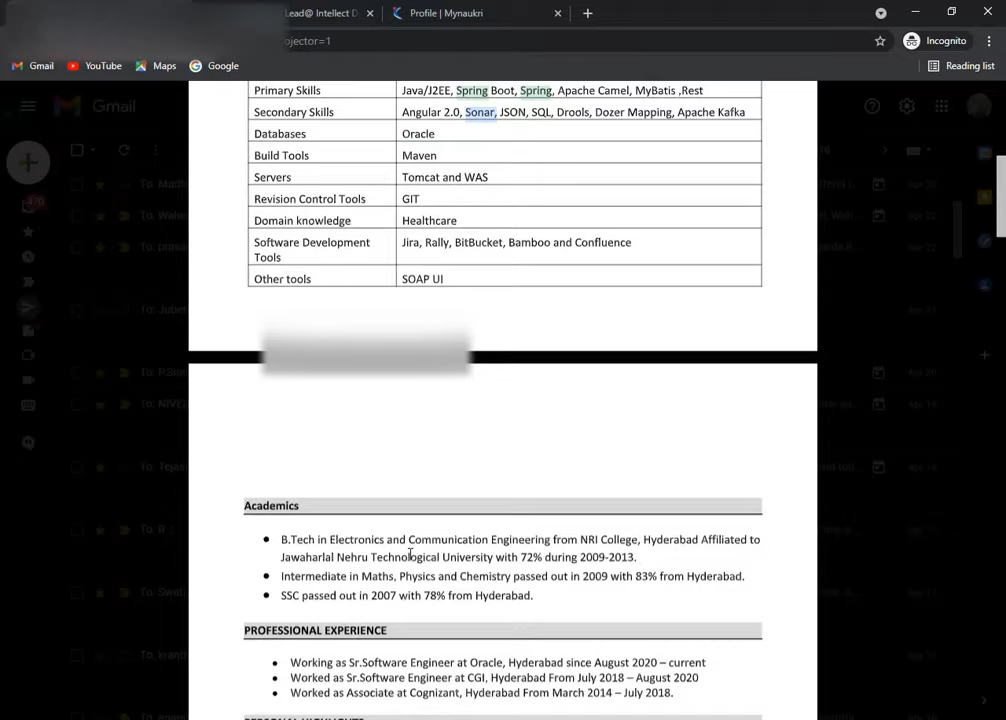 Lead@ Intellect D
Profile | Mynaukri
ojector=1
Incognito
Gmail
YouTube
Maps
Google
Reading list
Gmail
Primary Skills
Java/J2EE, Spring Boot, Spring, Apache Camel, MyBatis ,Rest
Secondary Skills
Angular 2.0, Sonar, JSON, SQL, Drools, Dozer Mapping, Apache Kafka
Databases
Oracle
Build Tools
Maven
Servers
Tomcat and WAS
Revision Control Tools
GIT
Domain knowledge
Healthcare
Software Development
Tools
Jira, Rally, BitBucket, Bamboo and Confluence
Other tools
SOAP UI
Academics
B.Tech in Electronics and Communication Engineering from NRI College, Hyderabad Affiliated to
Jawaharlal Nehru Technological University with 72% during 2009-2013.
Intermediate in Maths, Physics and Chemistry passed out in 2009 with 83% from Hyderabad.
SSC passed out in 2007 with 78% from Hyderabad.
PROFESSIONAL EXPERIENCE
Working as Sr.Software Engineer at Oracle, Hyderabad since August 2020 – current
Worked as Sr.Software Engineer at CGI, Hyderabad From July 2018 – August 2020
Worked as Associate at Cognizant, Hyderabad From March 2014 – July 2018.